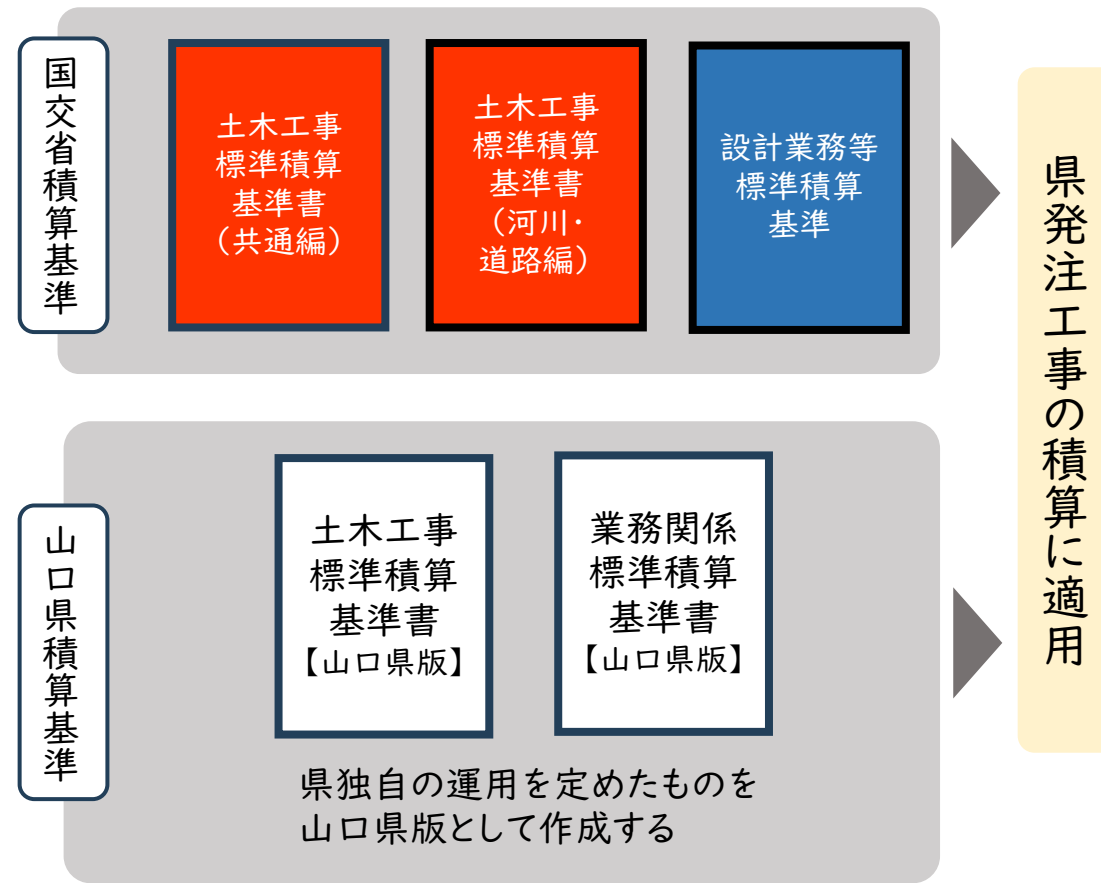 国交省積算基準
土木工事
標準積算
基準書
（共通編）
土木工事
標準積算
基準書
（河川・
道路編）
設計業務等
標準積算
基準
山口県積算基準
土木工事
標準積算
基準書
【山口県版】
業務関係
標準積算
基準書
【山口県版】
県独自の運用を定めたものを
山口県版として作成する
県発注工事の積算に適用